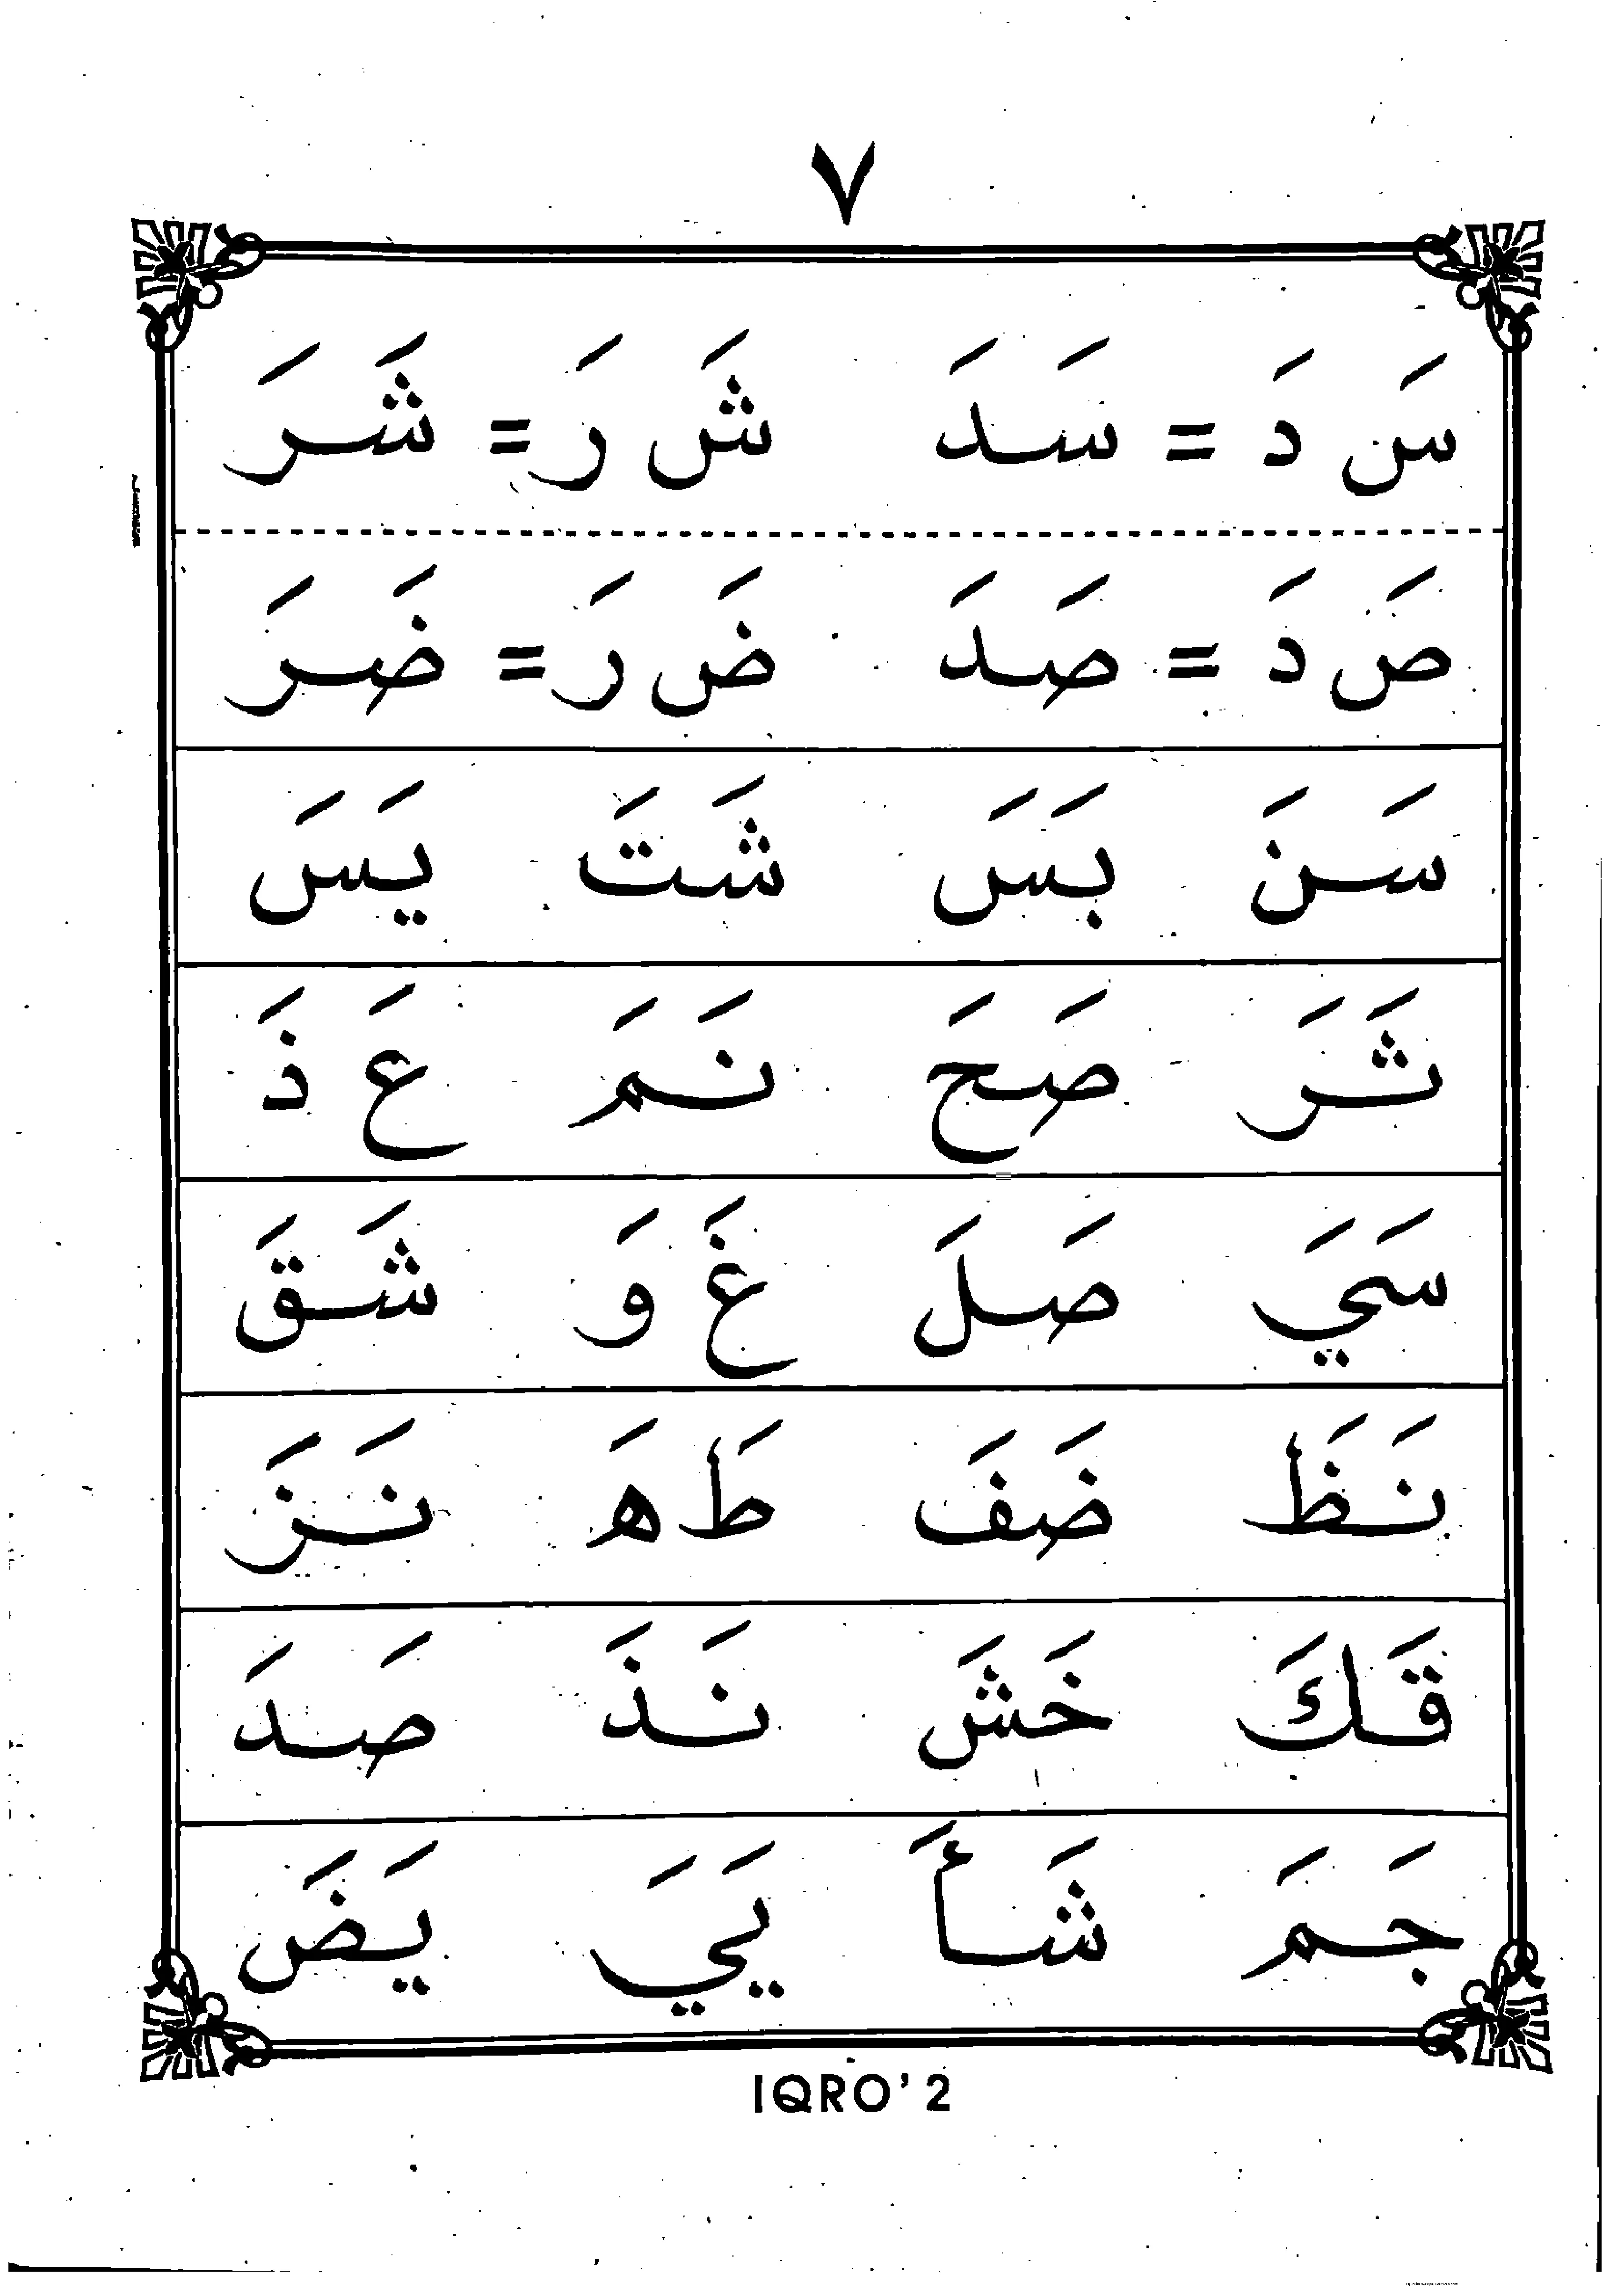 ٧
سَ دَ = سَدَ شَ رَ = شَرَ
صَ دَ = صَدَ ضَ رَ = ضَرَ
سَنَ بَسَ شَتَ يَسَ
ثَرَ صَحَ نَمَ عَ ذَ
سَيَ صَلَ غَ وَ شَقَ
نَظَ ضَفَ طَ هَ نَزَ
قَكَ خَشَ نَذَ صَدَ
جَمَ شَأَ يَيَ يَضَ
IQRO' 2